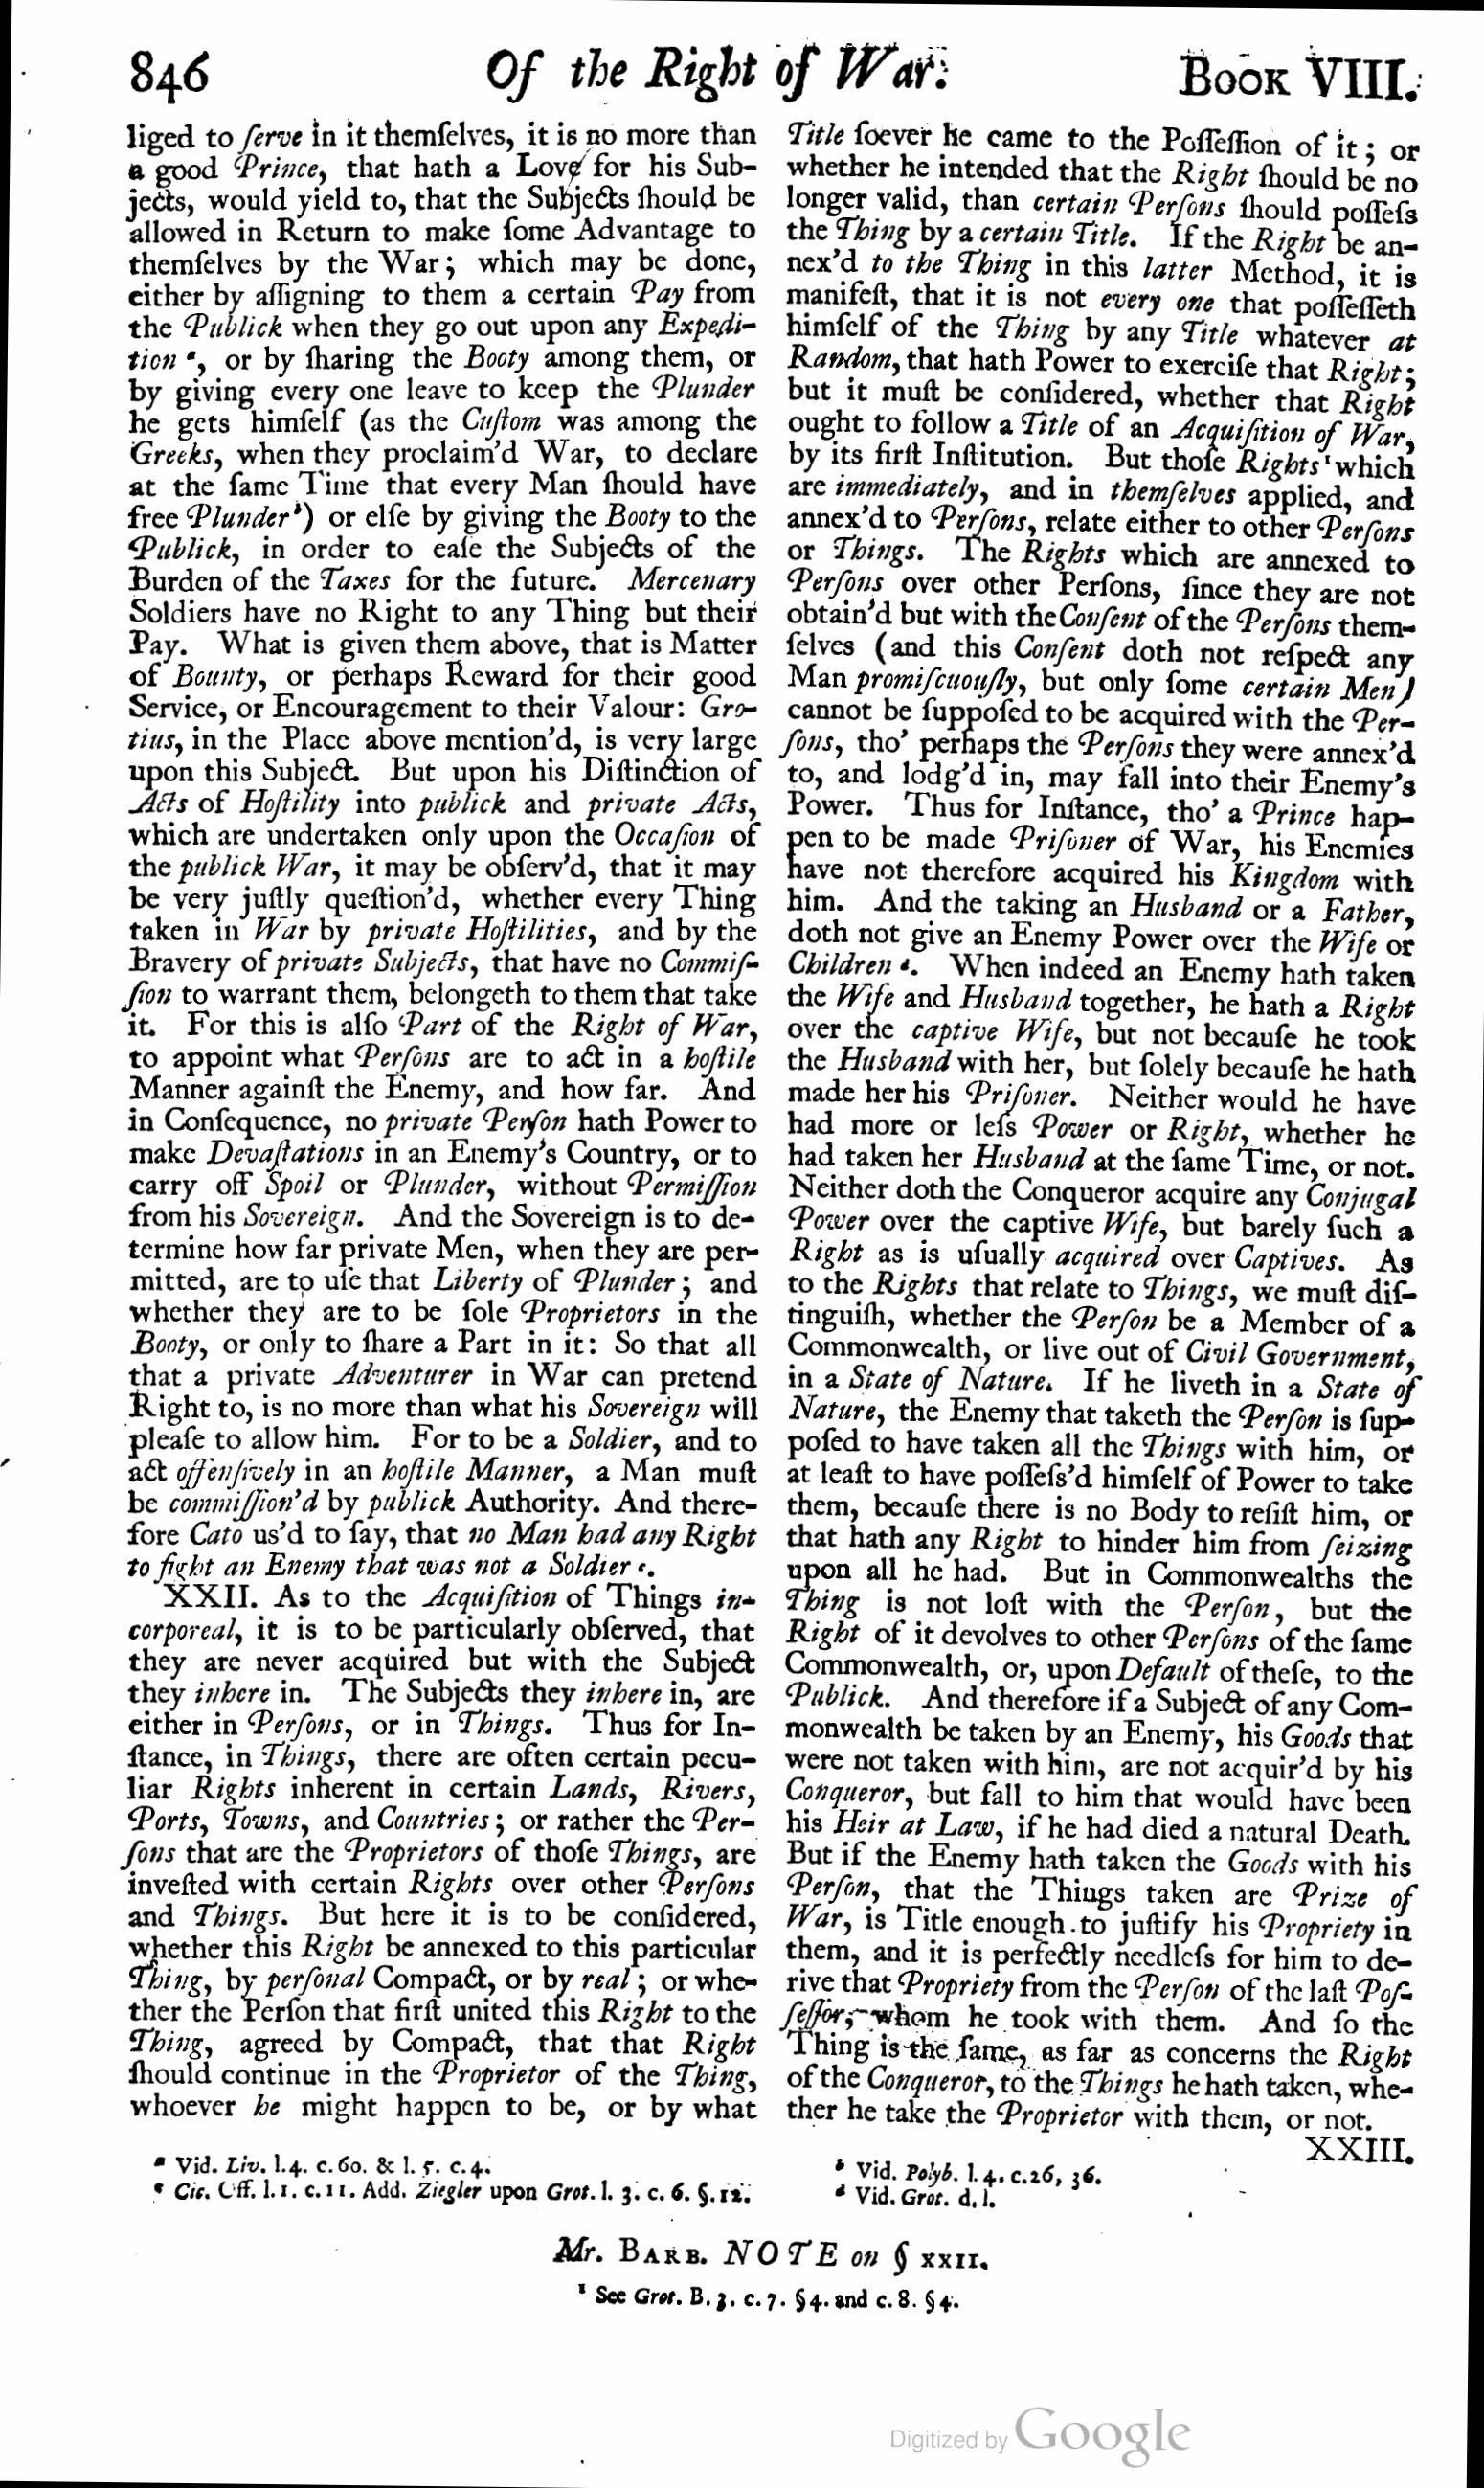 846 Of the Right of War. BOOK VIII.
liged to ſerve in it themſelves, it is no more than
a good Prince, that hath a Love for his Sub-
jects, would yield to, that the Subjects ſhould be
allowed in Return to make ſome Advantage to
themſelves by the War; which may be done,
either by aſſigning to them a certain Pay from
the Publick when they go out upon any Expedi-
tion ª, or by ſharing the Booty among them, or
by giving every one leave to keep the Plunder
he gets himſelf (as the Cuſtom was among the
Greeks, when they proclaim'd War, to declare
at the ſame Time that every Man ſhould have
free Plunder ᵇ) or elſe by giving the Booty to the
Publick, in order to eaſe the Subjects of the
Burden of the Taxes for the future. Mercenary
Soldiers have no Right to any Thing but their
Pay. What is given them above, that is Matter
of Bounty, or perhaps Reward for their good
Service, or Encouragement to their Valour: Gro-
tius, in the Place above mention'd, is very large
upon this Subject. But upon his Diſtinction of
Acts of Hoſtility into publick and private Acts,
which are undertaken only upon the Occaſion of
the publick War, it may be obſerv'd, that it may
be very juſtly queſtion'd, whether every Thing
taken in War by private Hoſtilities, and by the
Bravery of private Subjects, that have no Commiſ-
ſion to warrant them, belongeth to them that take
it. For this is alſo Part of the Right of War,
to appoint what Perſons are to act in a hoſtile
Manner againſt the Enemy, and how far. And
in Conſequence, no private Perſon hath Power to
make Devaſtations in an Enemy's Country, or to
carry off Spoil or Plunder, without Permiſſion
from his Sovereign. And the Sovereign is to de-
termine how far private Men, when they are per-
mitted, are to uſe that Liberty of Plunder; and
whether they are to be ſole Proprietors in the
Booty, or only to ſhare a Part in it: So that all
that a private Adventurer in War can pretend
Right to, is no more than what his Sovereign will
pleaſe to allow him. For to be a Soldier, and to
act offenſively in an hoſtile Manner, a Man muſt
be commiſſion'd by publick Authority. And there-
fore Cato us'd to ſay, that no Man had any Right
to fight an Enemy that was not a Soldier ᶜ.
XXII. As to the Acquiſition of Things in-
corporeal, it is to be particularly obſerved, that
they are never acquired but with the Subject
they inhere in. The Subjects they inhere in, are
either in Perſons, or in Things. Thus for In-
ſtance, in Things, there are often certain pecu-
liar Rights inherent in certain Lands, Rivers,
Ports, Towns, and Countries; or rather the Per-
ſons that are the Proprietors of thoſe Things, are
inveſted with certain Rights over other Perſons
and Things. But here it is to be conſidered,
whether this Right be annexed to this particular
Thing, by perſonal Compact, or by real; or whe-
ther the Perſon that firſt united this Right to the
Thing, agreed by Compact, that that Right
ſhould continue in the Proprietor of the Thing,
whoever he might happen to be, or by what
Title ſoever he came to the Poſſeſſion of it; or
whether he intended that the Right ſhould be no
longer valid, than certain Perſons ſhould poſſeſs
the Thing by a certain Title. If the Right be an-
nex'd to the Thing in this latter Method, it is
manifeſt, that it is not every one that poſſeſſeth
himſelf of the Thing by any Title whatever at
Random, that hath Power to exerciſe that Right;
but it muſt be conſidered, whether that Right
ought to follow a Title of an Acquiſition of War,
by its firſt Inſtitution. But thoſe Rights ¹ which
are immediately, and in themſelves applied, and
annex'd to Perſons, relate either to other Perſons
or Things. The Rights which are annexed to
Perſons over other Perſons, ſince they are not
obtain'd but with the Conſent of the Perſons them-
ſelves (and this Conſent doth not reſpect any
Man promiſcuouſly, but only ſome certain Men)
cannot be ſuppoſed to be acquired with the Per-
ſons, tho' perhaps the Perſons they were annex'd
to, and lodg'd in, may fall into their Enemy's
Power. Thus for Inſtance, tho' a Prince hap-
pen to be made Priſoner of War, his Enemies
have not therefore acquired his Kingdom with
him. And the taking an Husband or a Father,
doth not give an Enemy Power over the Wife or
Children ᵈ. When indeed an Enemy hath taken
the Wife and Husband together, he hath a Right
over the captive Wife, but not becauſe he took
the Husband with her, but ſolely becauſe he hath
made her his Priſoner. Neither would he have
had more or leſs Power or Right, whether he
had taken her Husband at the ſame Time, or not.
Neither doth the Conqueror acquire any Conjugal
Power over the captive Wife, but barely ſuch a
Right as is uſually acquired over Captives. As
to the Rights that relate to Things, we muſt diſ-
tinguiſh, whether the Perſon be a Member of a
Commonwealth, or live out of Civil Government,
in a State of Nature. If he liveth in a State of
Nature, the Enemy that taketh the Perſon is ſup-
poſed to have taken all the Things with him, or
at leaſt to have poſſeſs'd himſelf of Power to take
them, becauſe there is no Body to reſiſt him, or
that hath any Right to hinder him from ſeizing
upon all he had. But in Commonwealths the
Thing is not loſt with the Perſon, but the
Right of it devolves to other Perſons of the ſame
Commonwealth, or, upon Default of theſe, to the
Publick. And therefore if a Subject of any Com-
monwealth be taken by an Enemy, his Goods that
were not taken with him, are not acquir'd by his
Conqueror, but fall to him that would have been
his Heir at Law, if he had died a natural Death.
But if the Enemy hath taken the Goods with his
Perſon, that the Things taken are Prize of
War, is Title enough to juſtify his Propriety in
them, and it is perfectly needleſs for him to de-
rive that Propriety from the Perſon of the laſt Poſ-
ſeſſor, whom he took with them. And ſo the
Thing is the ſame, as far as concerns the Right
of the Conqueror, to the Things he hath taken, whe-
ther he take the Proprietor with them, or not.
XXIII.
ª Vid. Liv. l. 4. c. 60. & l. 5. c. 4.
ᵇ Vid. Polyb. l. 4. c. 26, 36.
ᶜ Cic. Off. l. 1. c. 11. Add. Ziegler upon Grot. l. 3. c. 6. §. 12.
ᵈ Vid. Grot. d. l.
Mr. BARB. NOTE on § XXII.
¹ See Grot. B. 3. c. 7. § 4. and c. 8. § 4.
Digitized by Google